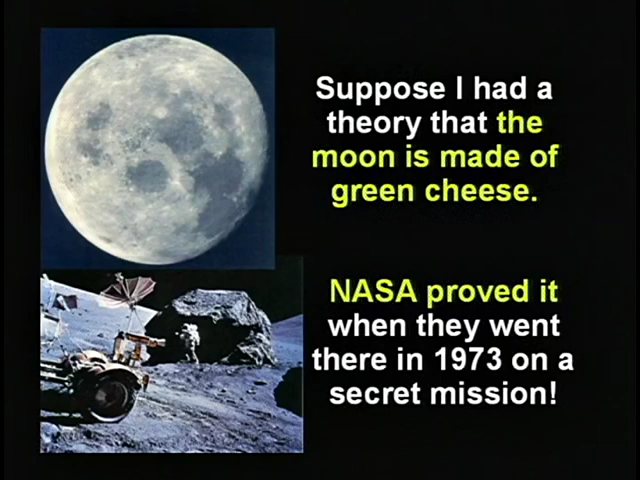 Suppose I had a
theory that the
moon is made of
green cheese.
NASA proved it
when they went
there in 1973 on a
secret mission!